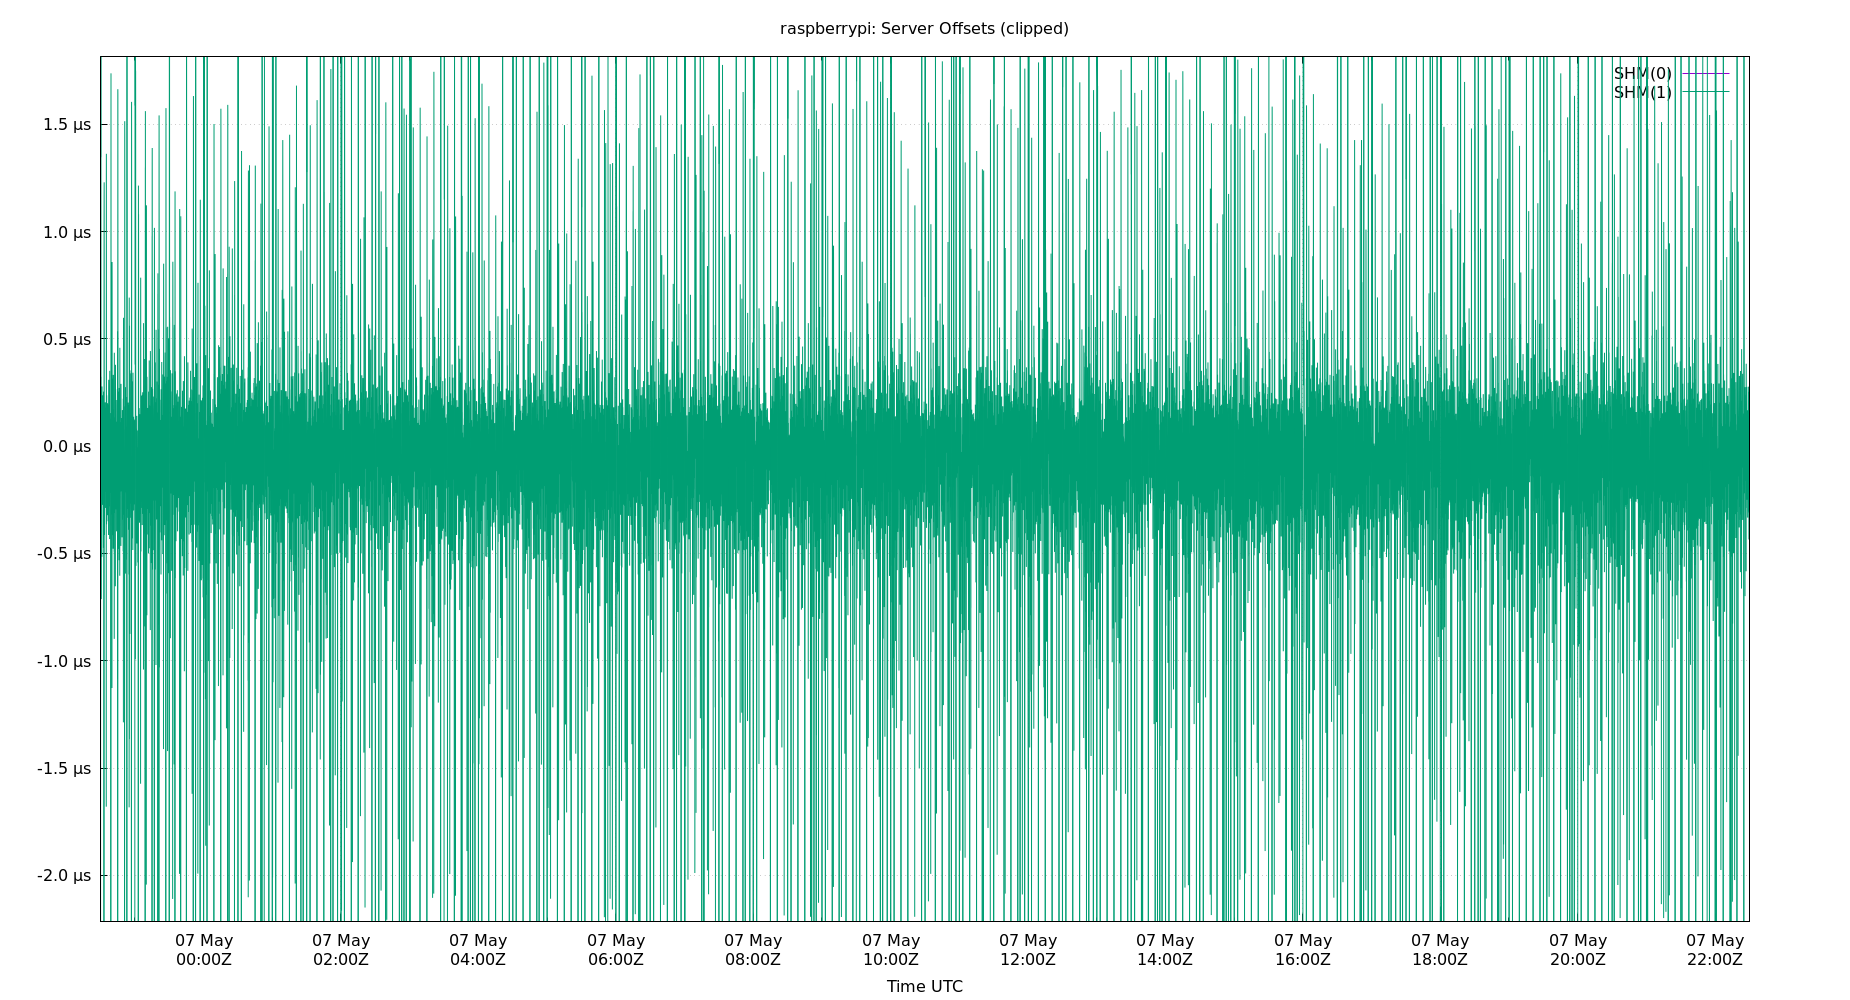 raspberrypi: Server Offsets (clipped)
SHM(0)
SHM(1)
1.5 µs
1.0 µs
0.5 µs
0.0 µs
-0.5 µs
-1.0 µs
-1.5 µs
-2.0 µs
07 May 07 May 07 May 07 May 07 May 07 May 07 May 07 May 07 May 07 May 07 May 07 May
00:00Z 02:00Z 04:00Z 06:00Z 08:00Z 10:00Z 12:00Z 14:00Z 16:00Z 18:00Z 20:00Z 22:00Z
Time UTC